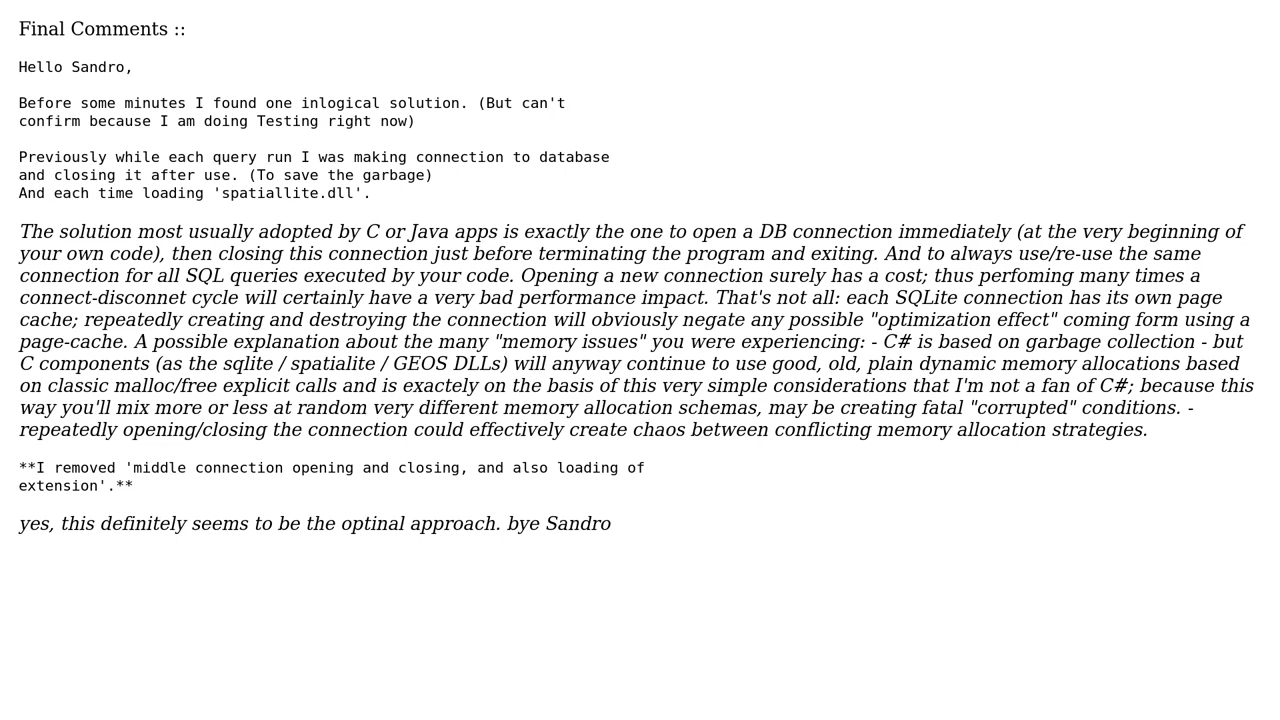 Final Comments ::
Hello Sandro,
Before some minutes I found one inlogical solution. (But can't
confirm because I am doing Testing right now)
Previously while each query run I was making connection to database
and closing it after use. (To save the garbage)
And each time loading 'spatiallite.dll'.
The solution most usually adopted by C or Java apps is exactly the one to open a DB connection immediately (at the very beginning of
your own code), then closing this connection just before terminating the program and exiting. And to always use/re-use the same
connection for all SQL queries executed by your code. Opening a new connection surely has a cost; thus perfoming many times a
connect-disconnet cycle will certainly have a very bad performance impact. That's not all: each SQLite connection has its own page
cache; repeatedly creating and destroying the connection will obviously negate any possible "optimization effect" coming form using a
page-cache. A possible explanation about the many "memory issues" you were experiencing: - C# is based on garbage collection - but
C components (as the sqlite / spatialite / GEOS DLLs) will anyway continue to use good, old, plain dynamic memory allocations based
on classic malloc/free explicit calls and is exactely on the basis of this very simple considerations that I'm not a fan of C#; because this
way you'll mix more or less at random very different memory allocation schemas, may be creating fatal "corrupted" conditions. -
repeatedly opening/closing the connection could effectively create chaos between conflicting memory allocation strategies.
**I removed 'middle connection opening and closing, and also loading of
extension'.**
yes, this definitely seems to be the optinal approach. bye Sandro